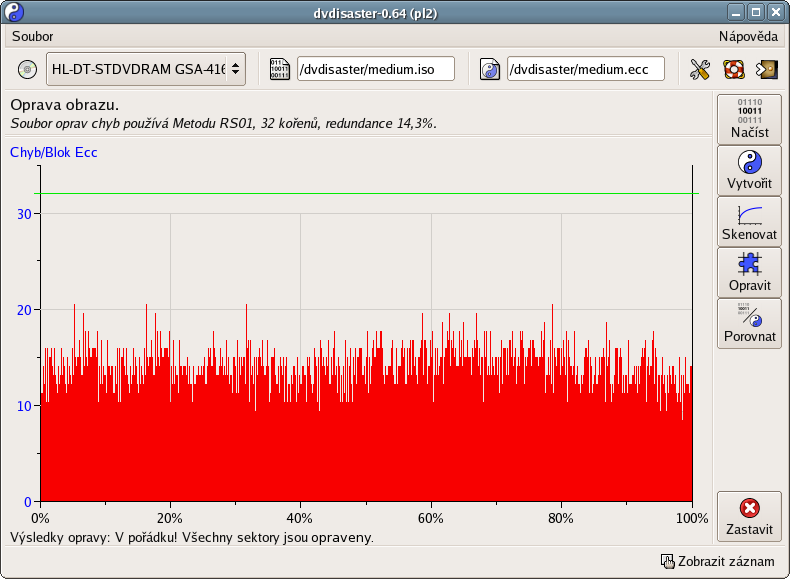 dvdisaster-0.64 (pl2)
Soubor Nápověda
HL-DT-STDVDRAM GSA-416 /dvdisaster/medium.iso /dvdisaster/medium.ecc
Oprava obrazu.
Soubor oprav chyb používá Metodu RS01, 32 kořenů, redundance 14,3%.
Chyb/Blok Ecc
30
20
10
0
0% 20% 40% 60% 80% 100%
Výsledky opravy: V pořádku! Všechny sektory jsou opraveny.
01110
10011
00111
Načíst
Vytvořit
Skenovat
Opravit
Porovnat
Zastavit
Zobrazit záznam